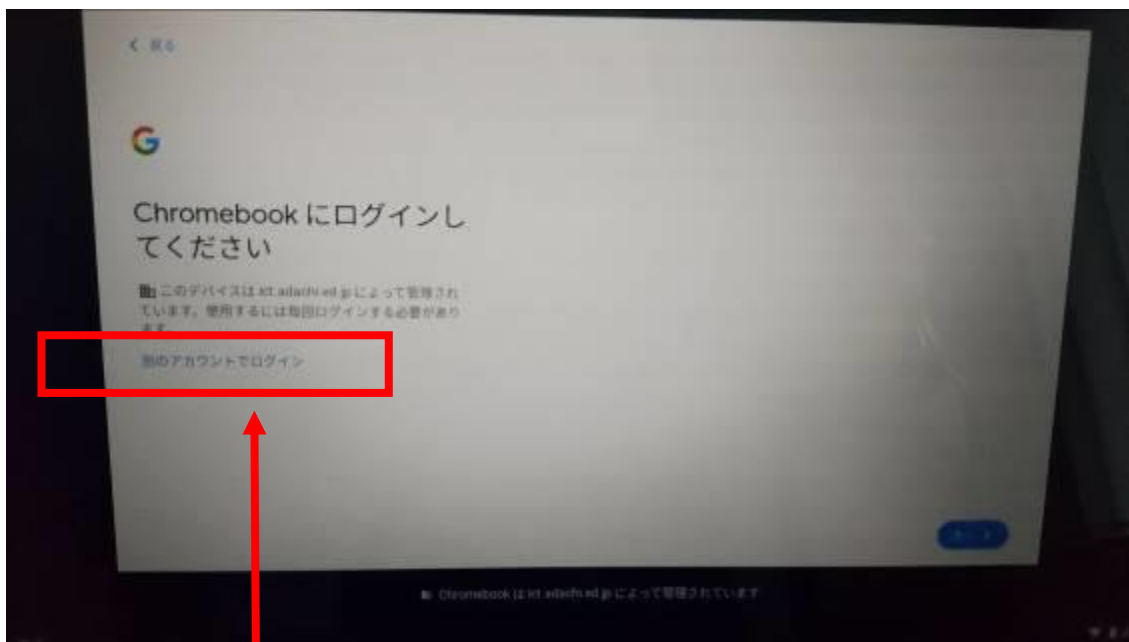 戻る
G
Chromebook にログインし
てください
このデバイスは ict.adachi.ed.jp によって管理され
ています。使用するには毎回ログインする必要があり
ます。
別のアカウントでログイン
次へ
Chromebook は ict.adachi.ed.jp によって管理されています